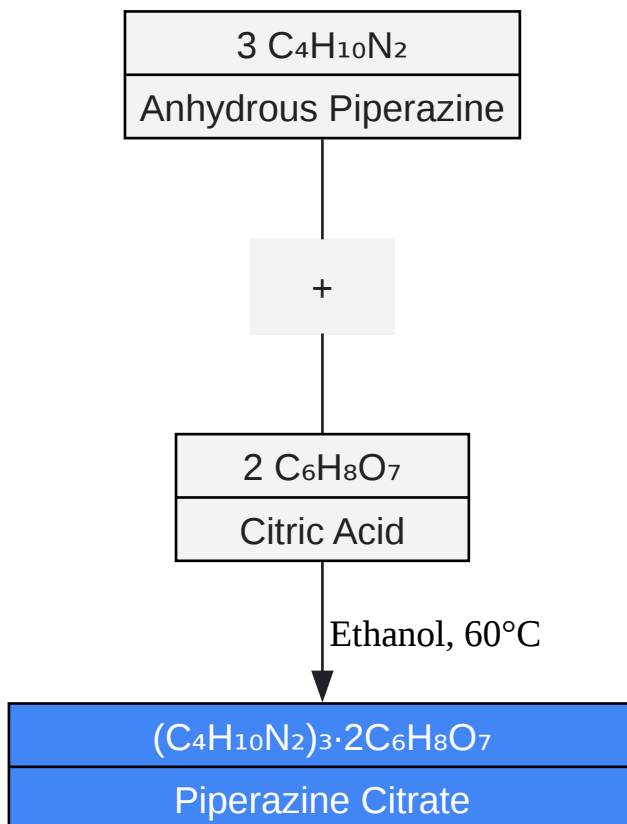 3 C₄H₁₀N₂
Anhydrous Piperazine
+
2 C₆H₈O₇
Citric Acid
Ethanol, 60°C
(C₄H₁₀N₂)₃·2C₆H₈O₇
Piperazine Citrate